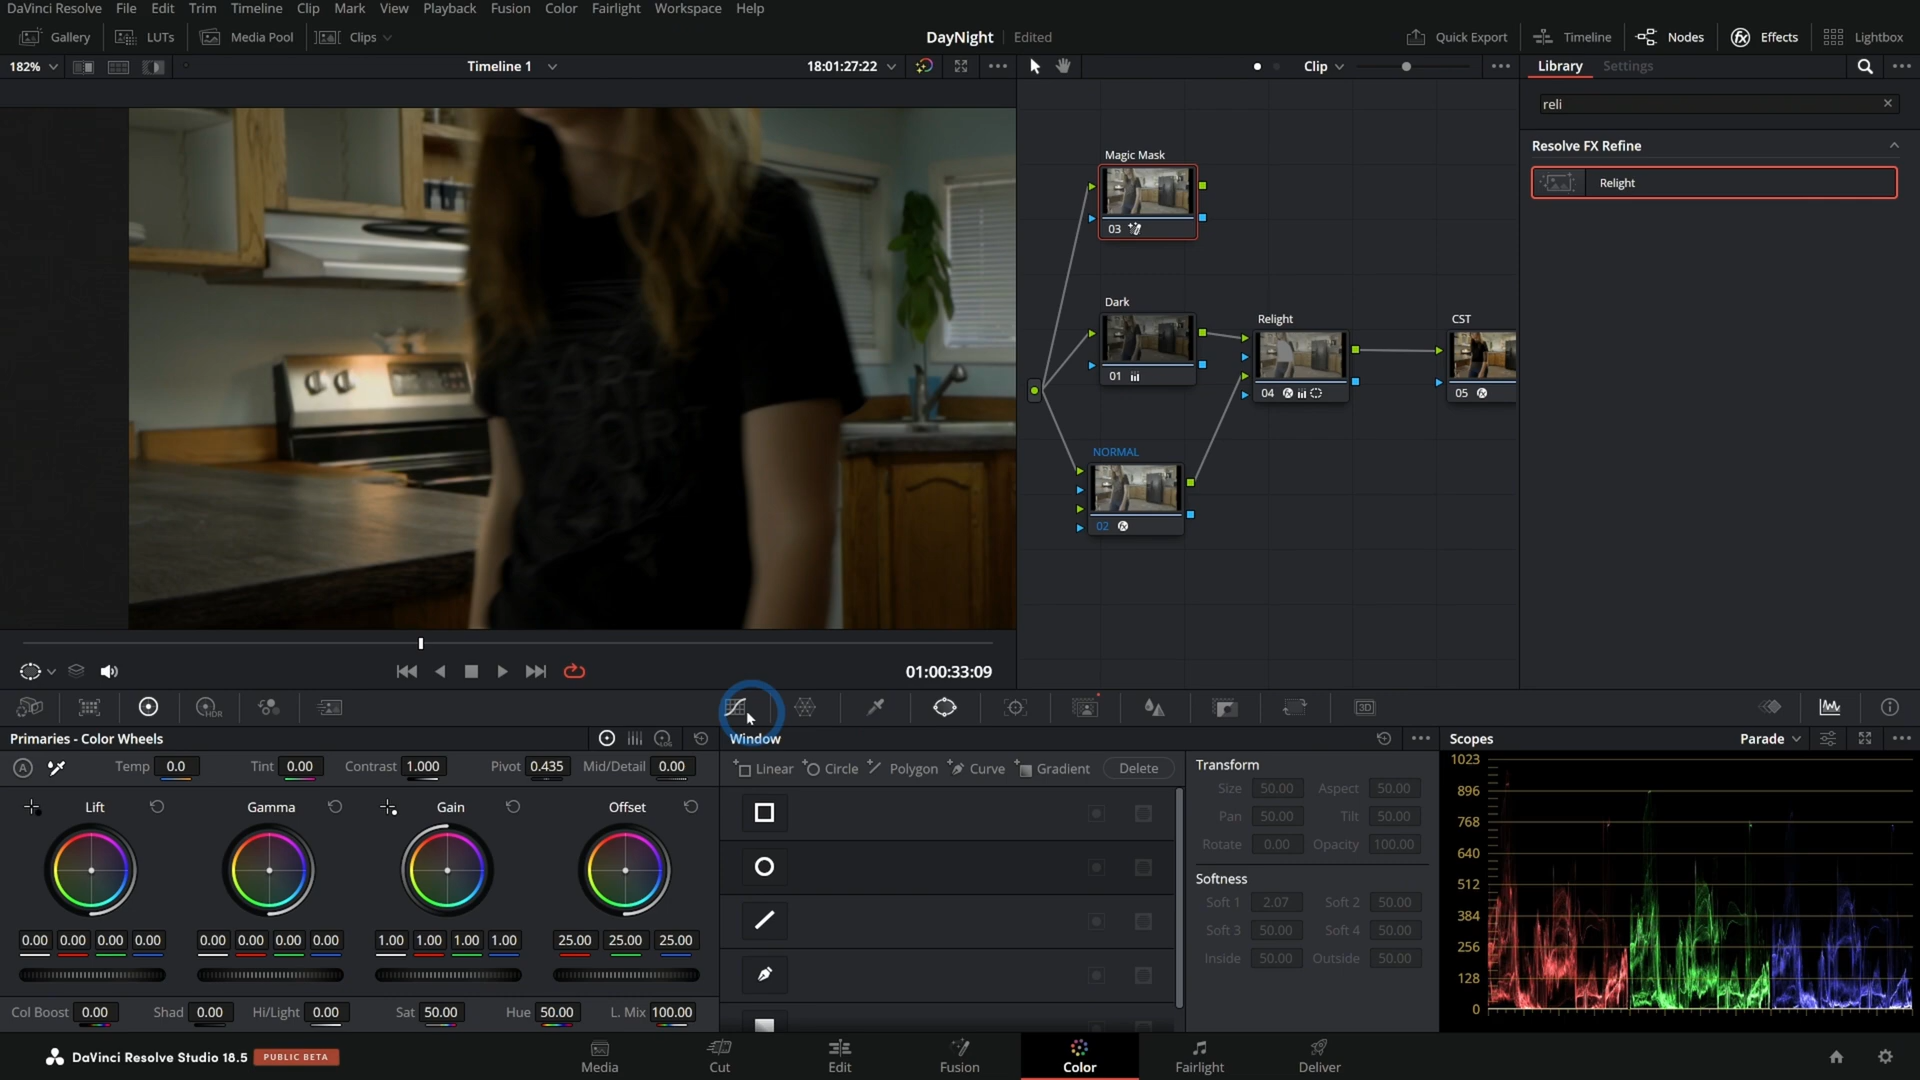 DaVinci Resolve File Edit Trim Timeline Clip Mark View Playback Fusion Color Fairlight Workspace Help
Gallery LUTs Media Pool Clips DayNight Edited Quick Export Timeline Nodes Effects Lightbox
182% Timeline 1 18:01:27:22 Clip Library Settings
reli
Resolve FX Refine
Relight
Magic Mask
03
Dark
01
Relight
04
CST
05
NORMAL
02
01:00:33:09
HDR
3D
Primaries - Color Wheels
LOG
Window
Scopes Parade
A Temp 0.0 Tint 0.00 Contrast 1.000 Pivot 0.435 Mid/Detail 0.00
Lift Gamma Gain Offset
0.00 0.00 0.00 0.00 0.00 0.00 0.00 0.00 1.00 1.00 1.00 1.00 25.00 25.00 25.00
Col Boost 0.00 Shad 0.00 Hi/Light 0.00 Sat 50.00 Hue 50.00 L. Mix 100.00
Linear Circle Polygon Curve Gradient Delete
Transform
Size 50.00 Aspect 50.00
Pan 50.00 Tilt 50.00
Rotate 0.00 Opacity 100.00
Softness
Soft 1 2.07 Soft 2 50.00
Soft 3 50.00 Soft 4 50.00
Inside 50.00 Outside 50.00
1023
896
768
640
512
384
256
128
0
DaVinci Resolve Studio 18.5 PUBLIC BETA
Media Cut Edit Fusion Color Fairlight Deliver